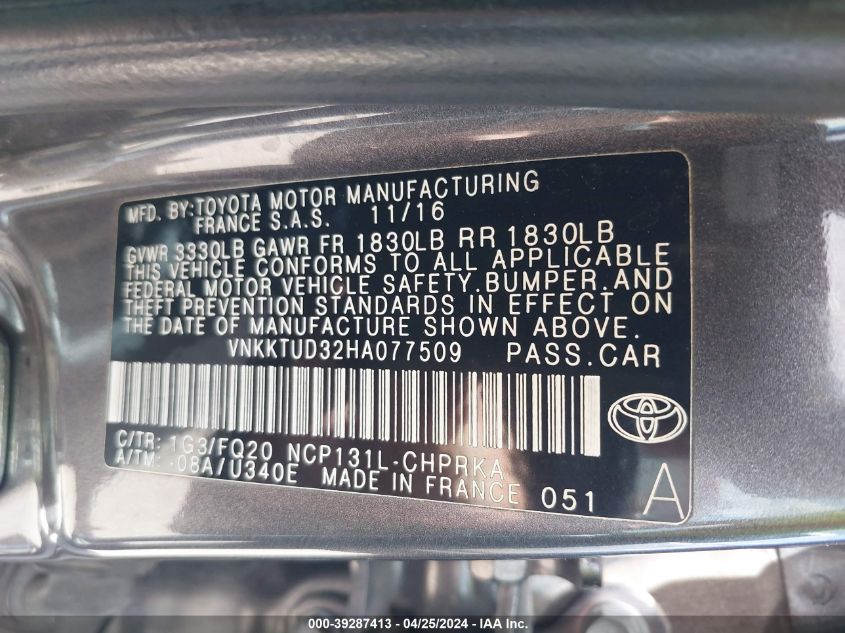 MFD. BY:TOYOTA MOTOR MANUFACTURING
FRANCE S.A.S. 11/16
GVWR 3330LB GAWR FR 1830LB RR 1830LB
THIS VEHICLE CONFORMS TO ALL APPLICABLE
FEDERAL MOTOR VEHICLE SAFETY,BUMPER,AND
THEFT PREVENTION STANDARDS IN EFFECT ON
THE DATE OF MANUFACTURE SHOWN ABOVE.
VNKKTUD32HA077509 PASS.CAR
C/TR: 1G3/FQ20 NCP131L-CHPRKA
A/TM: -08A/U340E MADE IN FRANCE 051 A
000-39287413 - 04/25/2024 - IAA Inc.